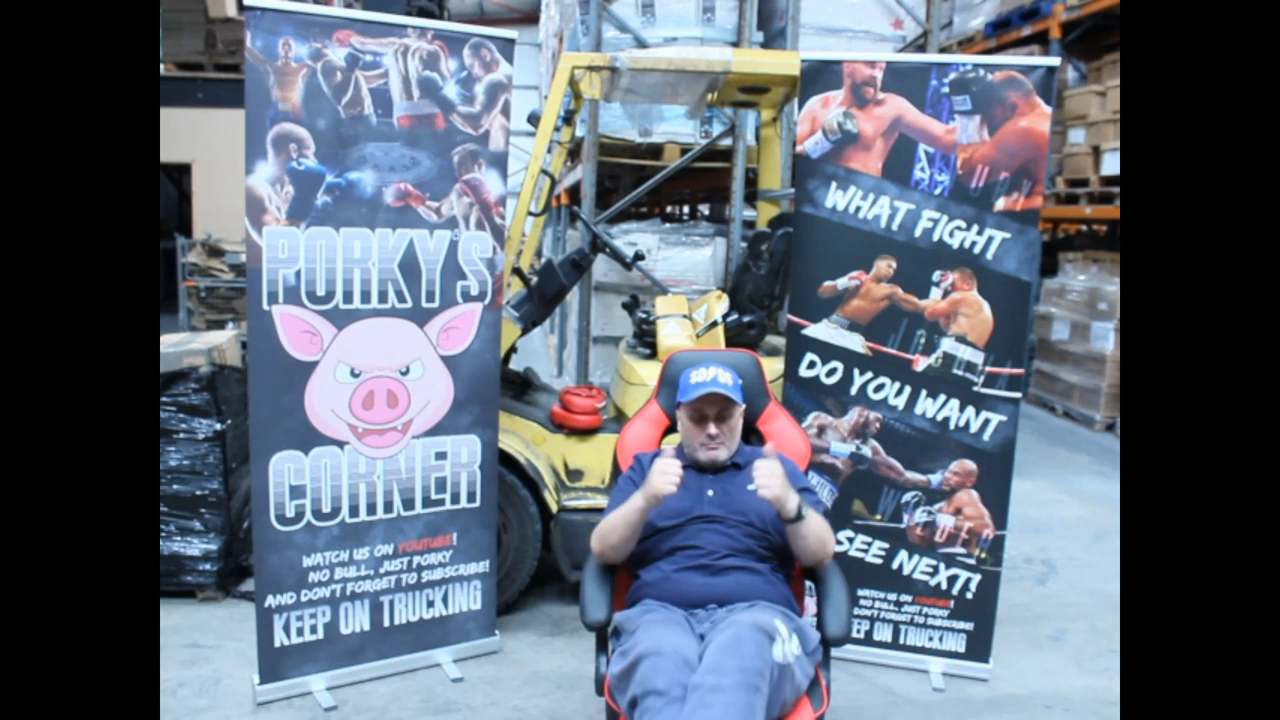 PORKY'S
CORNER
WATCH US ON YOUTUBE!
NO BULL, JUST PORKY
AND DON'T FORGET TO SUBSCRIBE!
KEEP ON TRUCKING
WHAT FIGHT
DO YOU WANT
SEE NEXT!
WATCH US ON YOUTUBE!
NO BULL, JUST PORKY
DON'T FORGET TO SUBSCRIBE!
EP ON TRUCKING